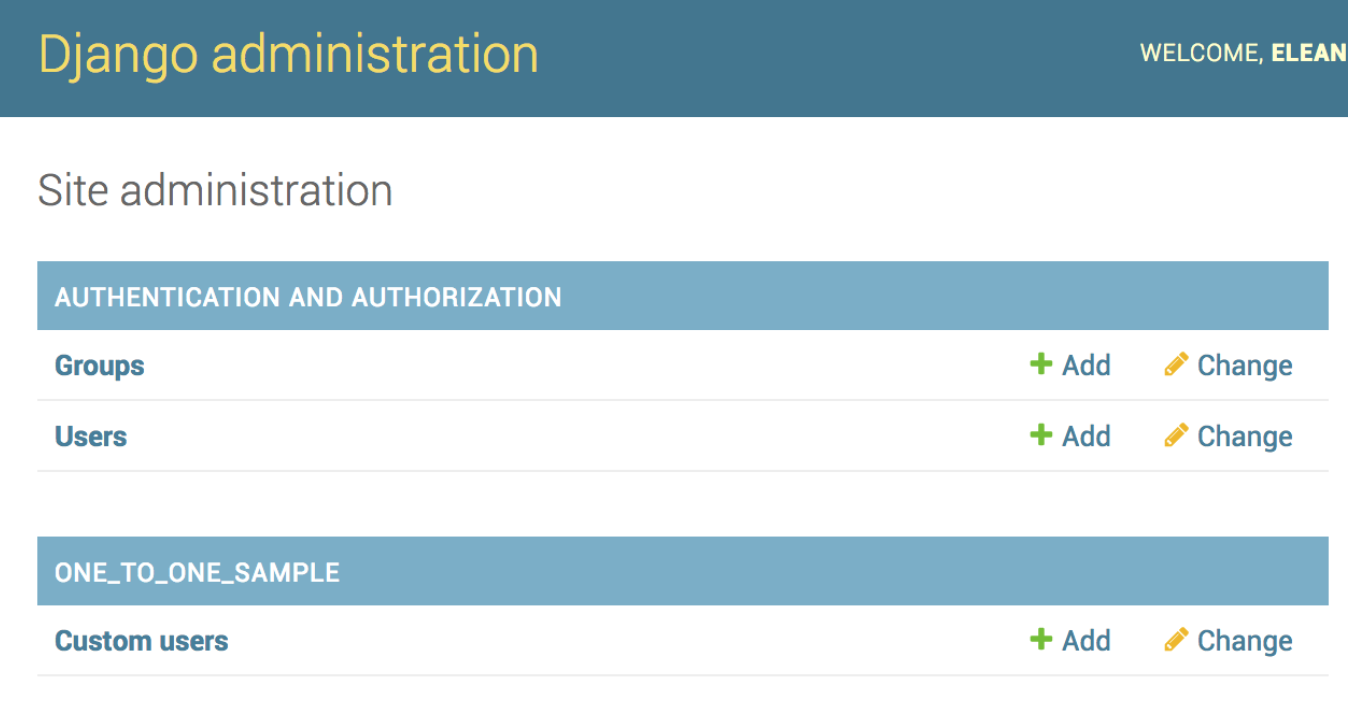 Django administration
WELCOME, ELEAN
Site administration
AUTHENTICATION AND AUTHORIZATION
Groups Add Change
Users Add Change
ONE_TO_ONE_SAMPLE
Custom users Add Change